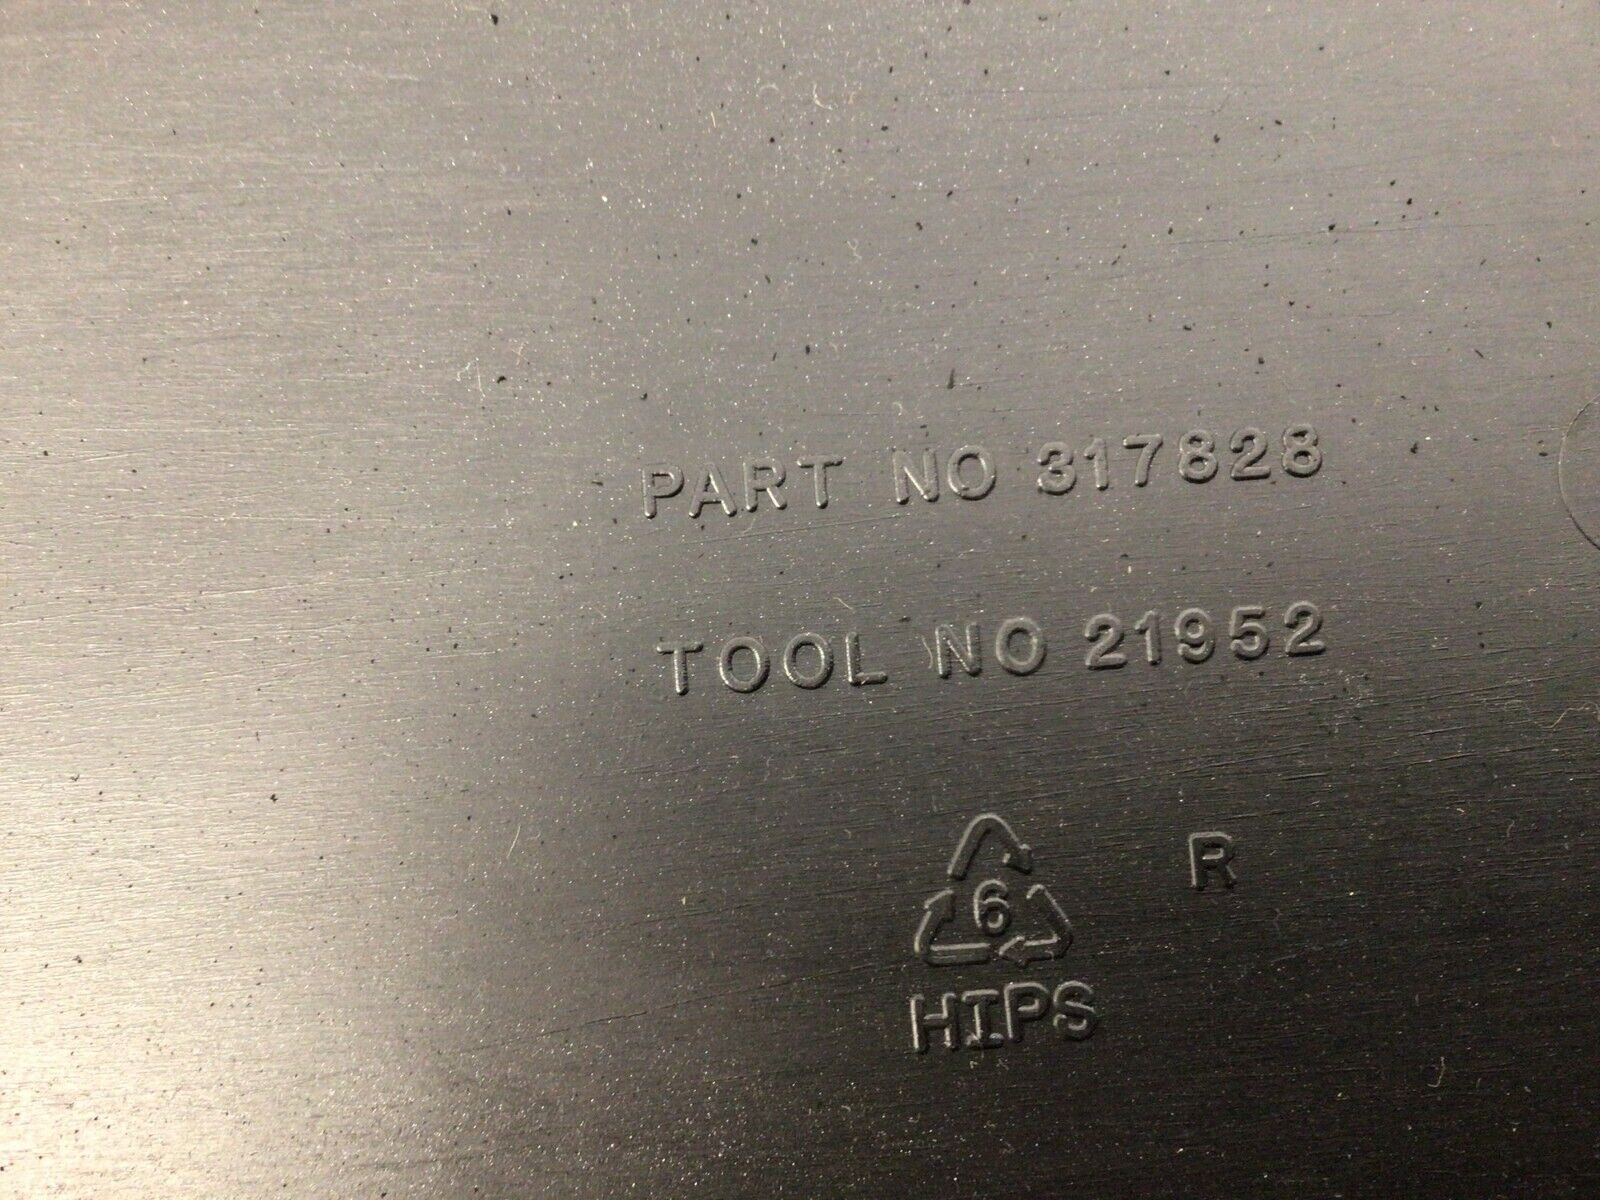 PART NO 317828
TOOL NO 21952
6 R
HIPS